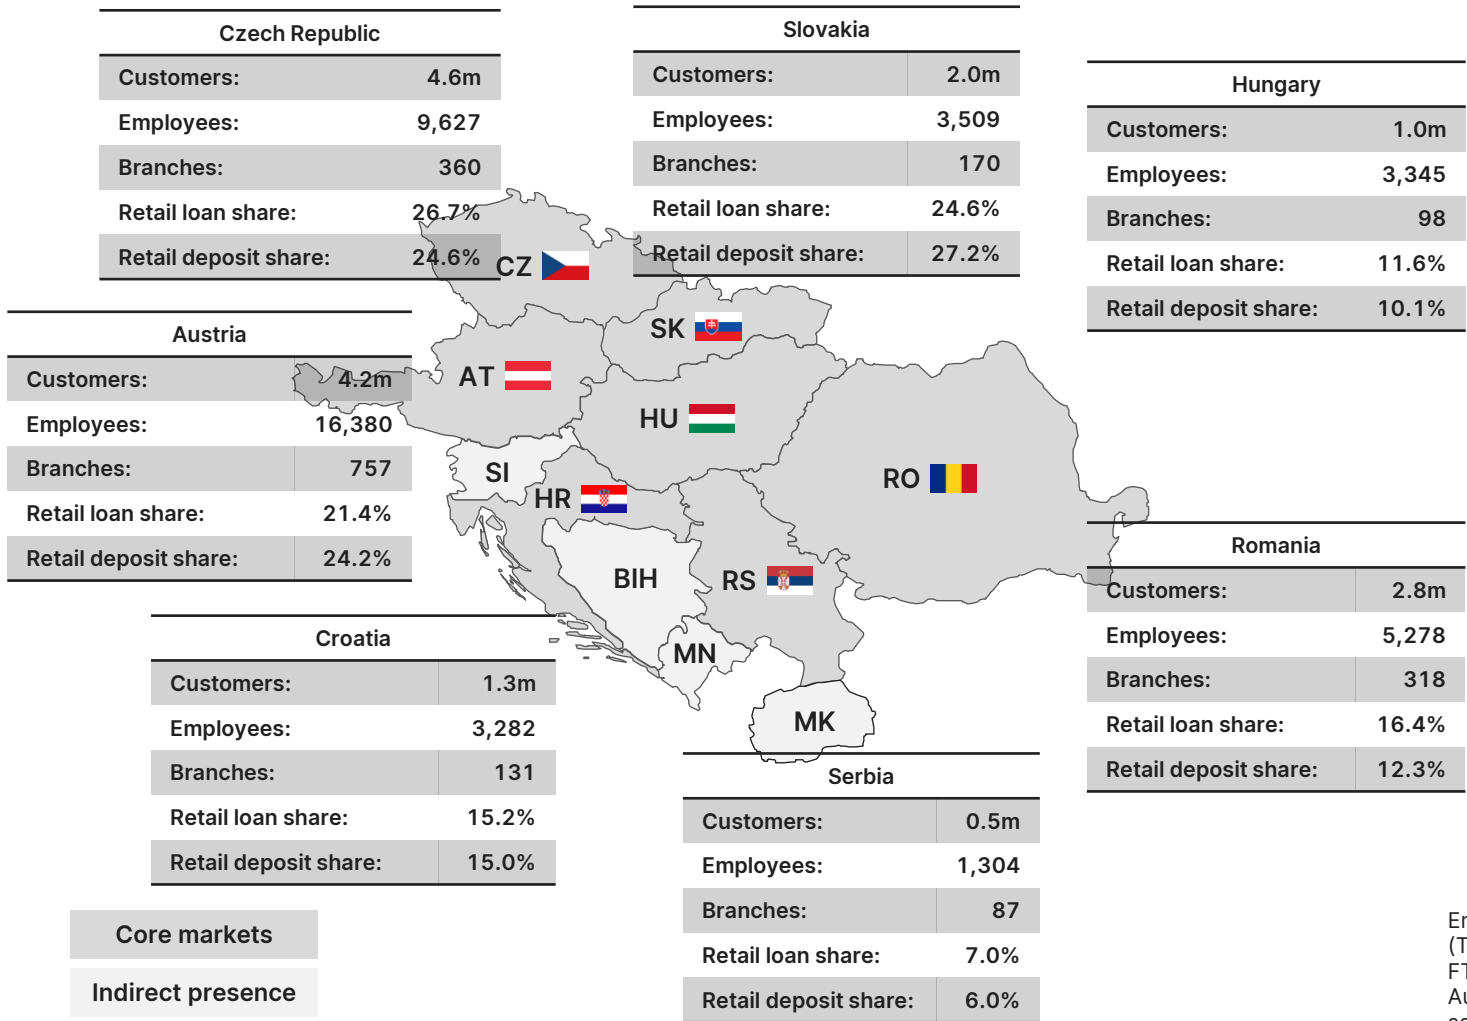 Czech Republic
Customers: 4.6m
Employees: 9,627
Branches: 360
Retail loan share: 26.7%
Retail deposit share: 24.6%
Slovakia
Customers: 2.0m
Employees: 3,509
Branches: 170
Retail loan share: 24.6%
Retail deposit share: 27.2%
Hungary
Customers: 1.0m
Employees: 3,345
Branches: 98
Retail loan share: 11.6%
Retail deposit share: 10.1%
Austria
Customers: 4.2m
Employees: 16,380
Branches: 757
Retail loan share: 21.4%
Retail deposit share: 24.2%
CZ
SK
AT
HU
SI
HR
RO
BIH
RS
MN
MK
Romania
Customers: 2.8m
Employees: 5,278
Branches: 318
Retail loan share: 16.4%
Retail deposit share: 12.3%
Croatia
Customers: 1.3m
Employees: 3,282
Branches: 131
Retail loan share: 15.2%
Retail deposit share: 15.0%
Serbia
Customers: 0.5m
Employees: 1,304
Branches: 87
Retail loan share: 7.0%
Retail deposit share: 6.0%
Core markets
Indirect presence